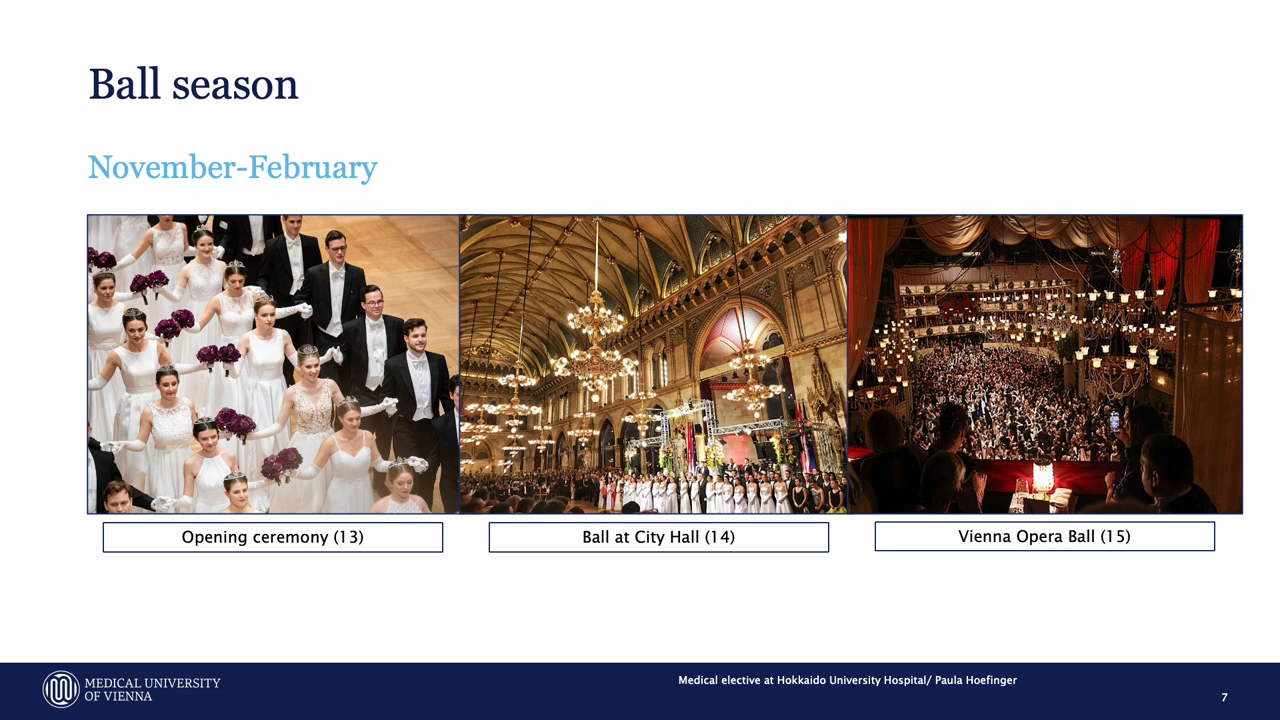 Ball season
November-February
Opening ceremony (13)
Ball at City Hall (14)
Vienna Opera Ball (15)
MEDICAL UNIVERSITY
OF VIENNA
Medical elective at Hokkaido University Hospital/ Paula Hoefinger
7